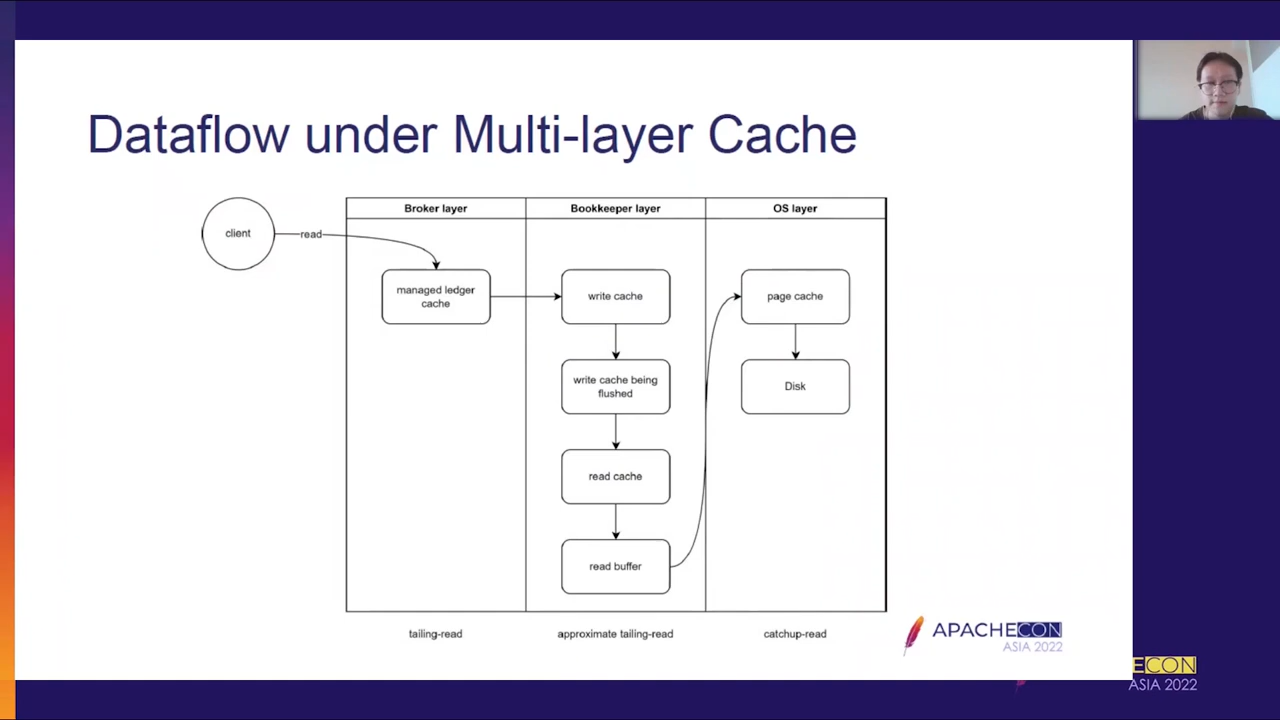 Dataflow under Multi-layer Cache
Broker layer
Bookkeeper layer
OS layer
client
read
managed ledger
cache
write cache
page cache
write cache being
flushed
Disk
read cache
read buffer
tailing-read
approximate tailing-read
catchup-read
APACHECON
ASIA 2022
ECON
ASIA 2022